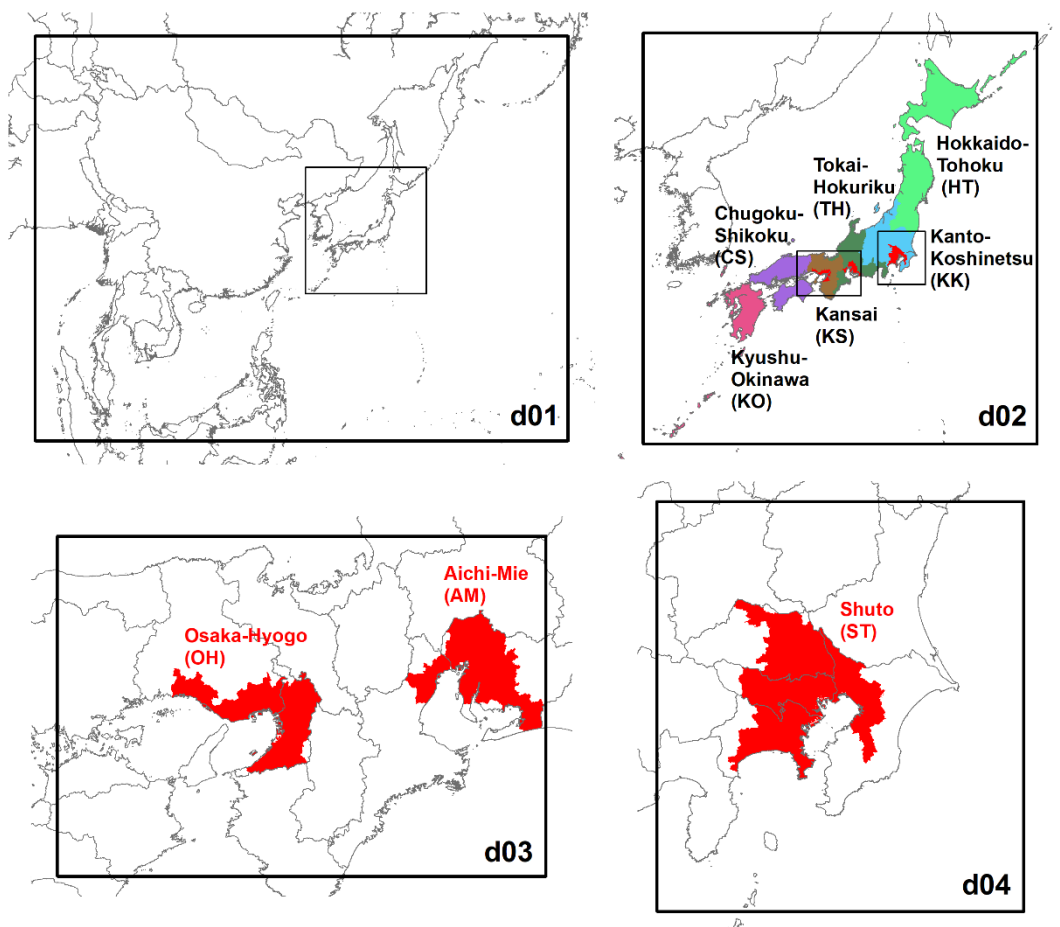 d01
Hokkaido-
Tohoku
(HT)
Tokai-
Hokuriku
(TH)
Chugoku-
Shikoku
(CS)
Kanto-
Koshinetsu
(KK)
Kansai
(KS)
Kyushu-
Okinawa
(KO)
d02
Aichi-Mie
(AM)
Osaka-Hyogo
(OH)
d03
Shuto
(ST)
d04